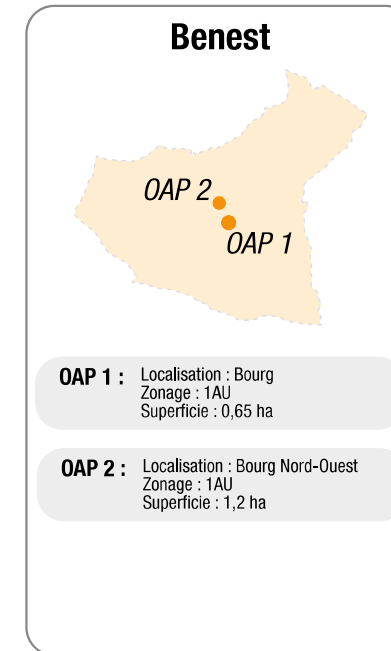 Benest
OAP 2
OAP 1
OAP 1 : Localisation : Bourg
Zonage : 1AU
Superficie : 0,65 ha
OAP 2 : Localisation : Bourg Nord-Ouest
Zonage : 1AU
Superficie : 1,2 ha